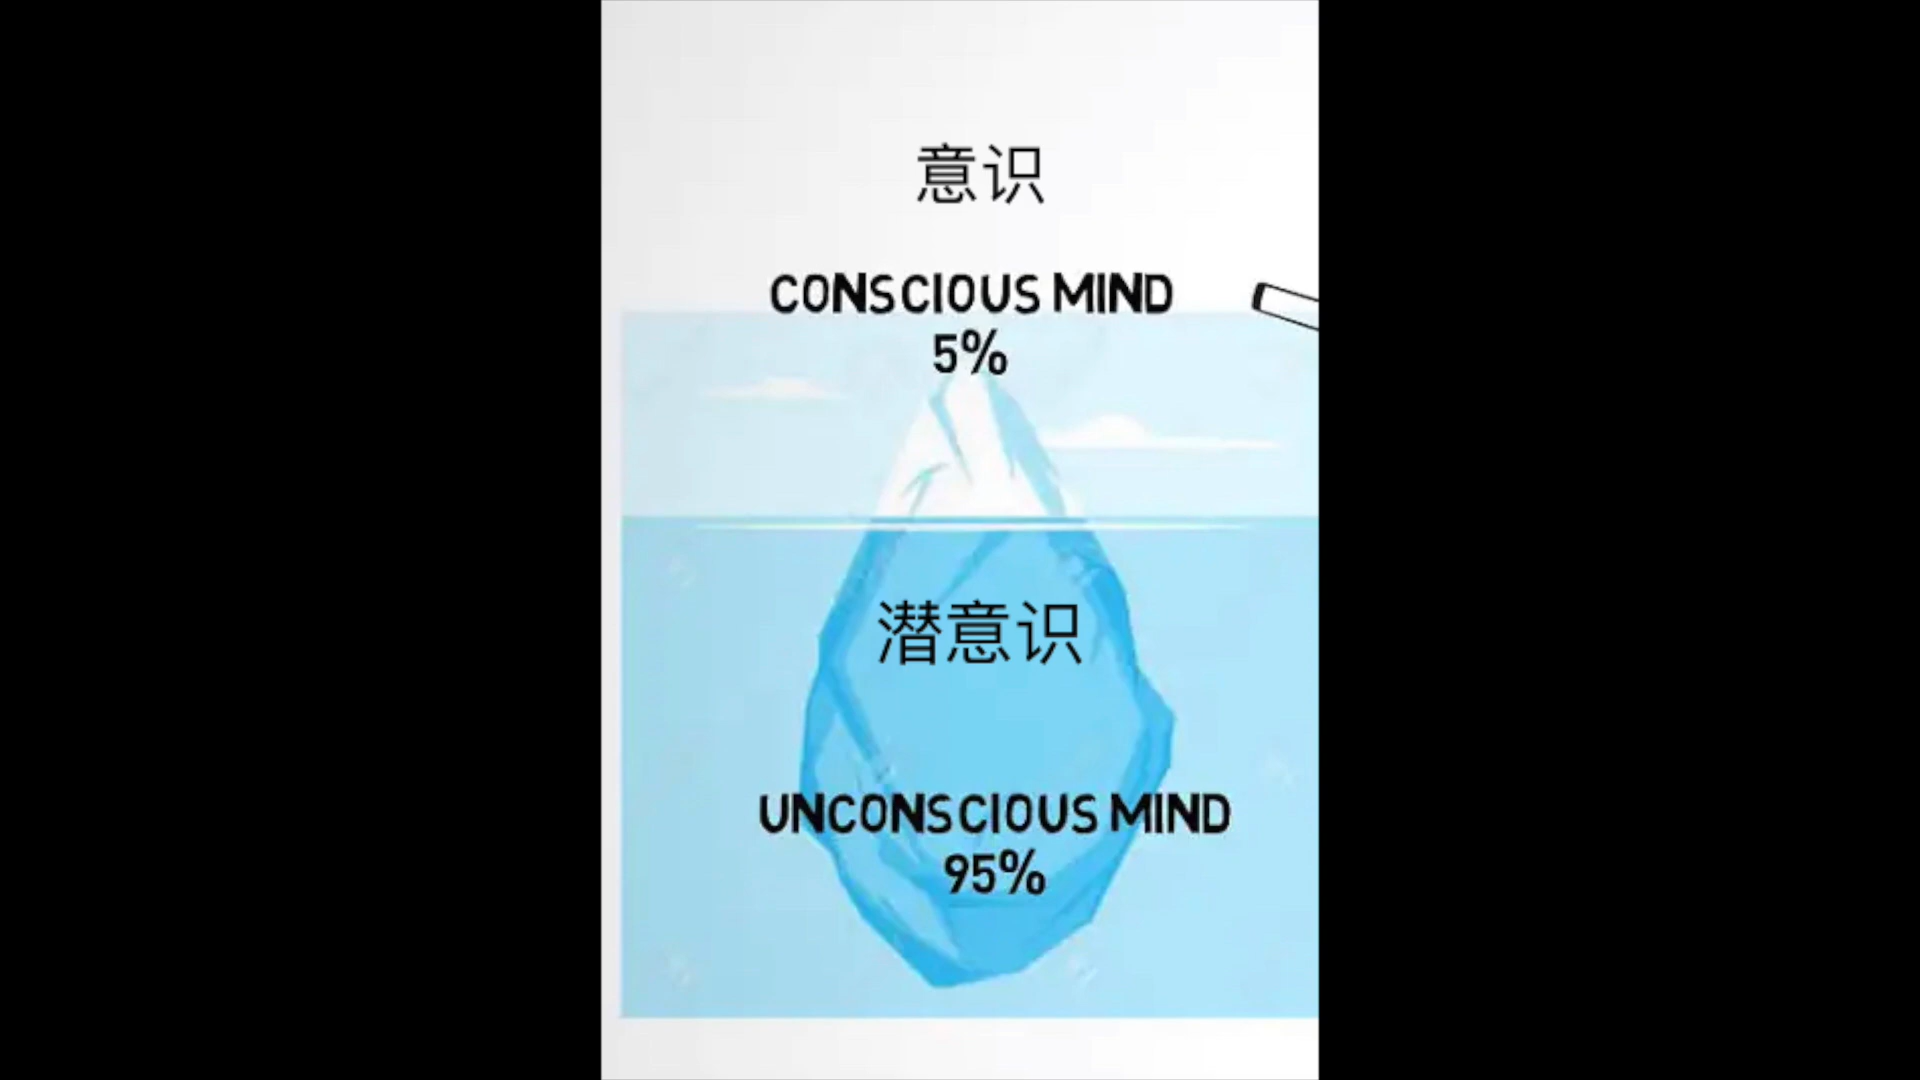 意识
CONSCIOUS MIND
5%
潜意识
UNCONSCIOUS MIND
95%